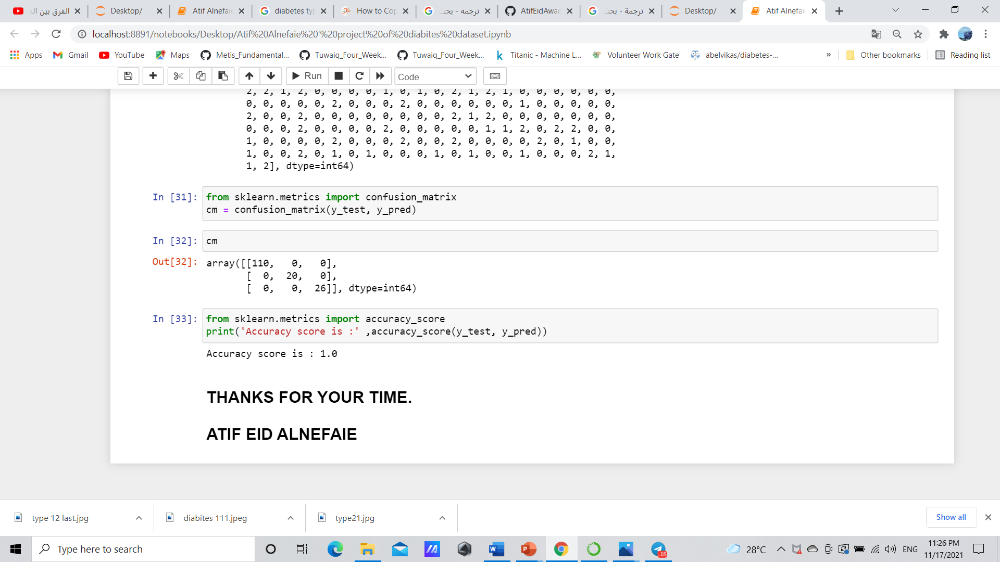 الفرق بين الـ
Desktop/
Atif Alnefaie
diabetes typ
How to Cop
ترجمه - بحث
AtifEidAwad
ترجمة - بحث
Desktop/
Atif Alnefaie
localhost:8891/notebooks/Desktop/Atif%20Alnefaie%20'%20project%20of%20diabites%20dataset.ipynb
Apps
Gmail
YouTube
Maps
Metis_Fundamental...
Tuwaiq_Four_Week...
Tuwaiq_Four_Week...
Titanic - Machine L...
Volunteer Work Gate
abelvikas/diabetes-...
»
Other bookmarks
Reading list
Run
Code
2, 2, 1, 2, 0, 0, 0, 0, 1, 0, 1, 0, 2, 1, 2, 1, 0, 0, 0, 0, 0, 0,
0, 0, 0, 0, 0, 2, 0, 0, 0, 2, 0, 0, 0, 0, 0, 0, 1, 0, 0, 0, 0, 0,
2, 0, 0, 2, 0, 0, 0, 0, 0, 0, 0, 0, 2, 1, 2, 0, 0, 0, 0, 0, 0, 0,
0, 0, 0, 2, 0, 0, 0, 0, 2, 0, 0, 0, 0, 0, 1, 1, 2, 0, 2, 2, 0, 0,
1, 0, 0, 0, 0, 2, 0, 0, 0, 2, 0, 0, 2, 0, 0, 0, 0, 2, 0, 1, 0, 0,
1, 0, 0, 2, 0, 1, 0, 1, 0, 0, 0, 1, 0, 1, 0, 0, 1, 0, 0, 0, 2, 1,
1, 2], dtype=int64)
In [31]:
from sklearn.metrics import confusion_matrix
cm = confusion_matrix(y_test, y_pred)
In [32]:
cm
Out[32]:
array([[110, 0, 0],
[ 0, 20, 0],
[ 0, 0, 26]], dtype=int64)
In [33]:
from sklearn.metrics import accuracy_score
print('Accuracy score is :' ,accuracy_score(y_test, y_pred))
Accuracy score is : 1.0
THANKS FOR YOUR TIME.
ATIF EID ALNEFAIE
type 12 last.jpg
diabites 111.jpeg
type21.jpg
Show all
Type here to search
28°C
ENG
11:26 PM
11/17/2021